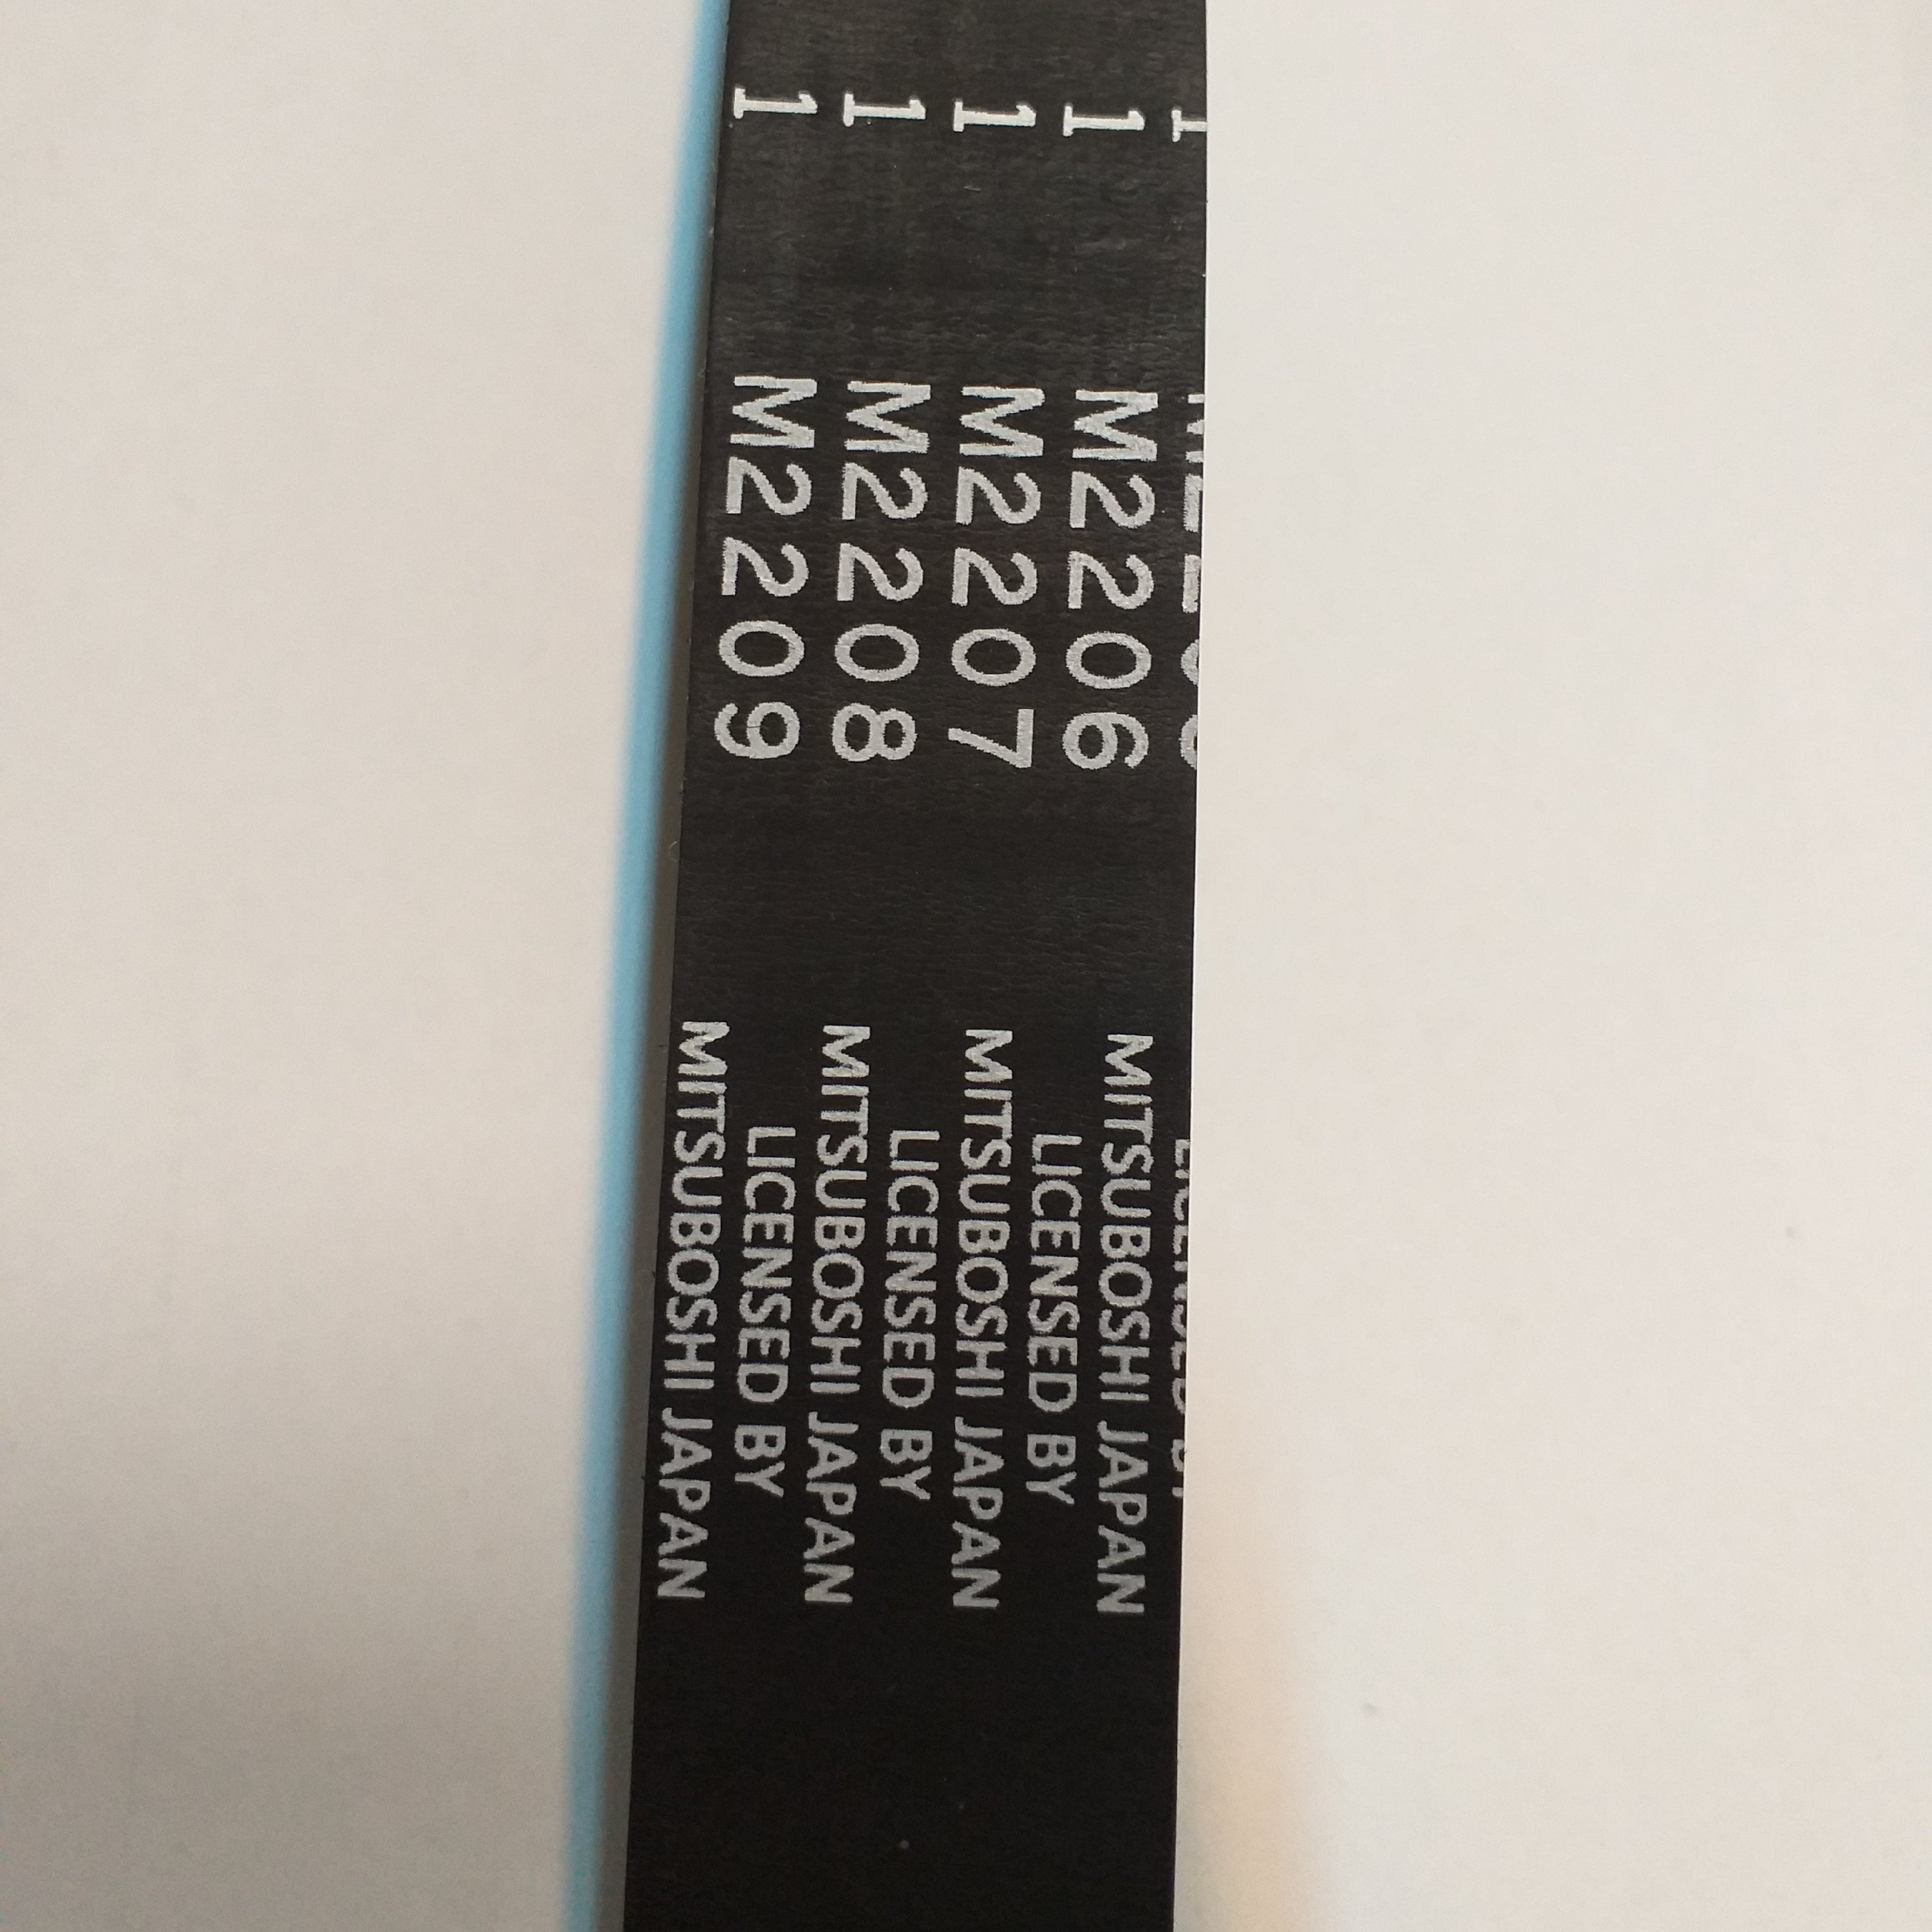 1
1
1
1
M2206
M2207
M2208
M2209
MITSUBOSHI JAPAN
LICENSED BY
MITSUBOSHI JAPAN
LICENSED BY
MITSUBOSHI JAPAN
LICENSED BY
MITSUBOSHI JAPAN